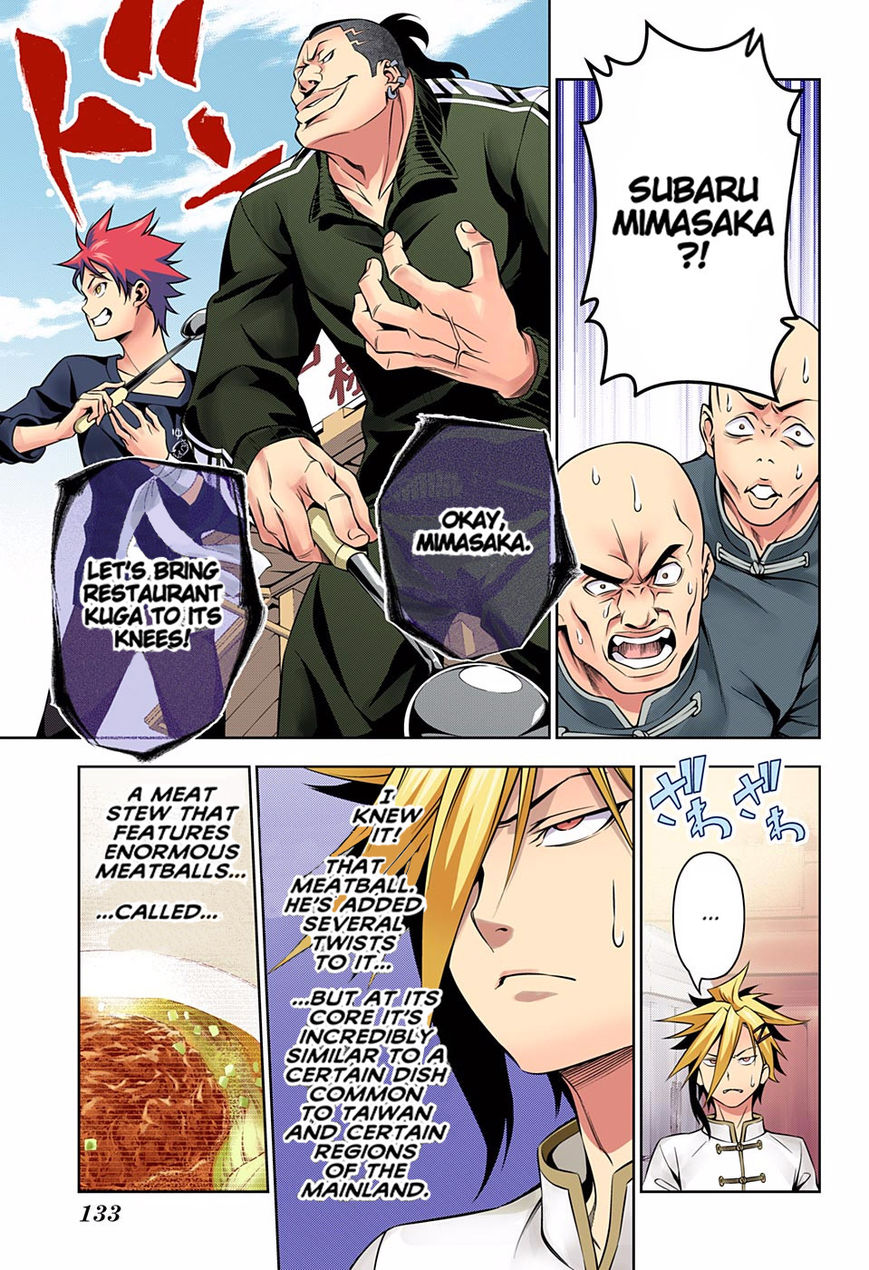 SUBARU
MIMASAKA
?!
ドン
OKAY,
MIMASAKA.
LET'S BRING
RESTAURANT
KUGA TO ITS
KNEES!
ざわ
ざわ
...
I
KNEW
IT!
THAT
MEATBALL.
HE'S ADDED
SEVERAL
TWISTS
TO IT...
...BUT AT ITS
CORE IT'S
INCREDIBLY
SIMILAR TO A
CERTAIN DISH
COMMON
TO TAIWAN
AND CERTAIN
REGIONS
OF THE
MAINLAND.
A MEAT
STEW THAT
FEATURES
ENORMOUS
MEATBALLS...
...CALLED...
133